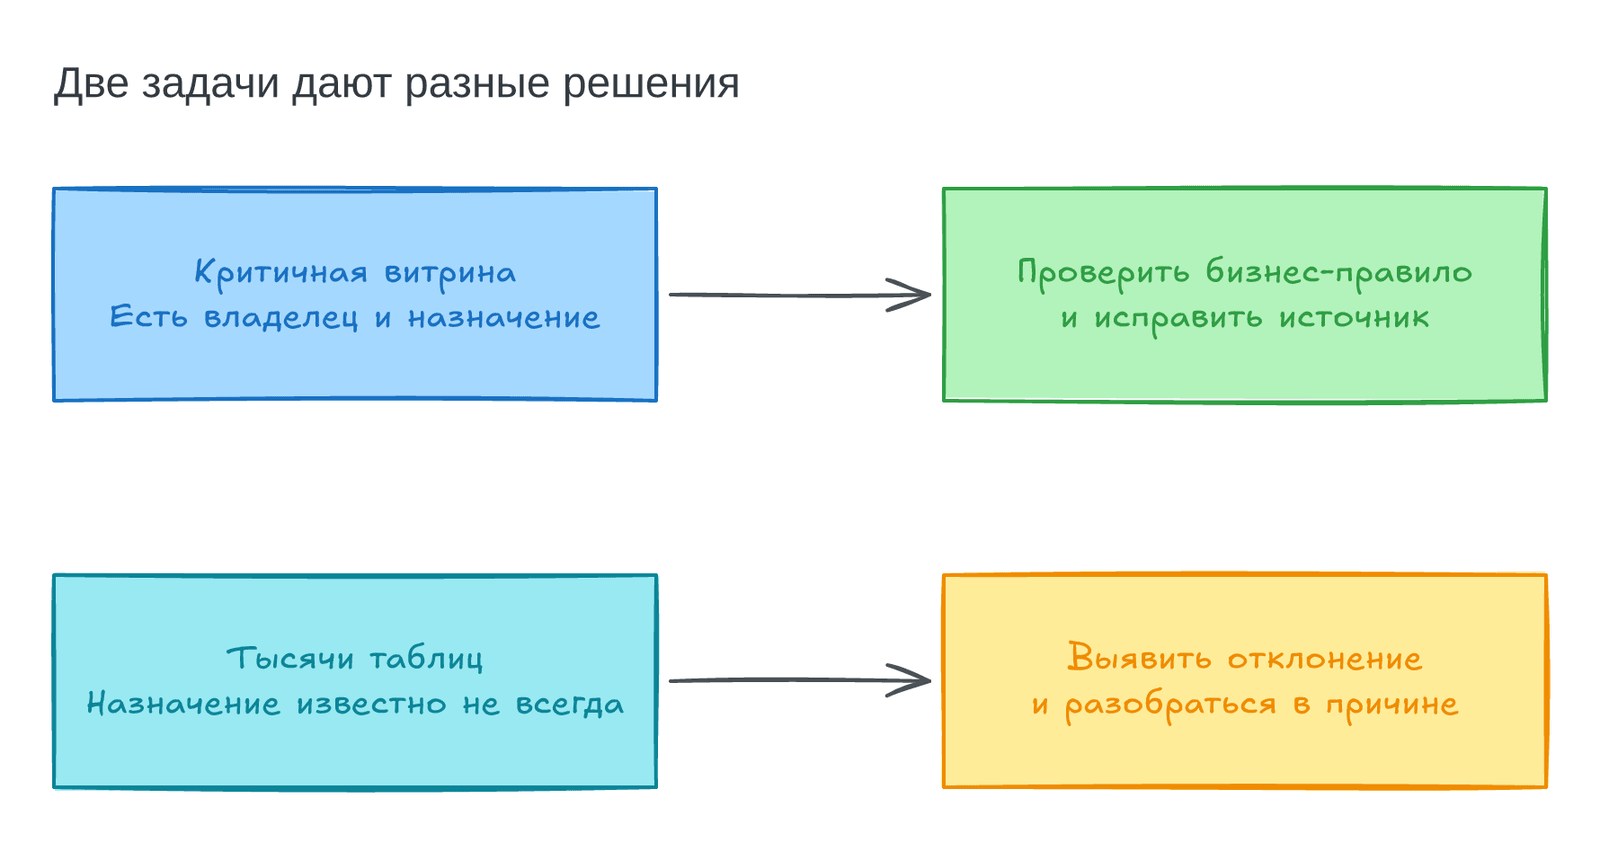 Две задачи дают разные решения
Критичная витрина
Есть владелец и назначение
Проверить бизнес-правило
и исправить источник
Тысячи таблиц
Назначение известно не всегда
Выявить отклонение
и разобраться в причине